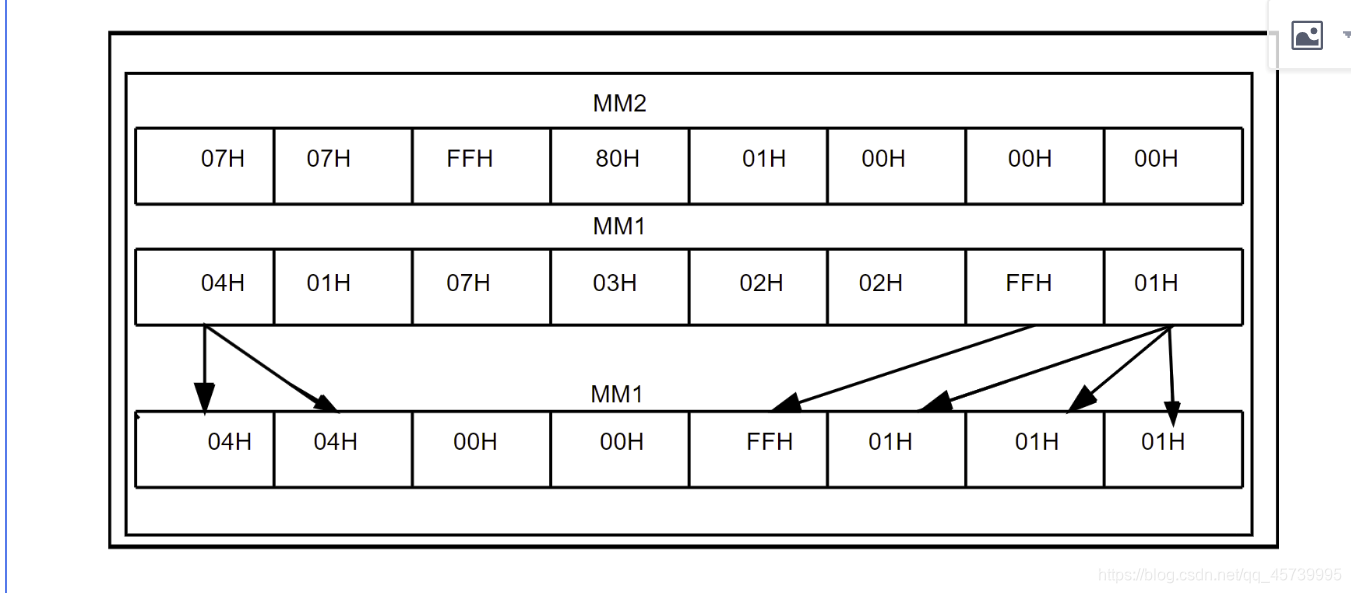 MM2
07H 07H FFH 80H 01H 00H 00H 00H
MM1
04H 01H 07H 03H 02H 02H FFH 01H
MM1
04H 04H 00H 00H FFH 01H 01H 01H
https://blog.csdn.net/qq_45739995